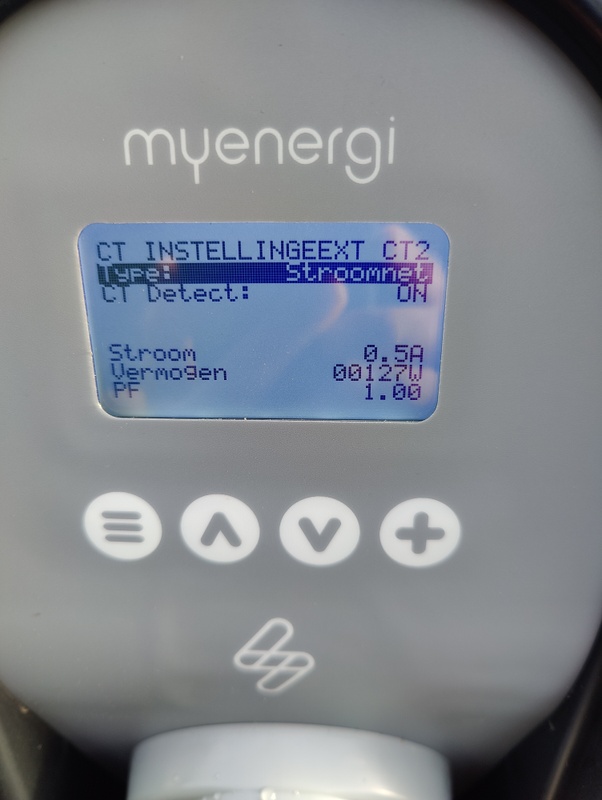 myenergi
CT INSTELLINGEEXT CT2
Type: Stroomnet
CT Detect: ON
Stroom 0.5A
Vermogen 00127W
PF 1.00